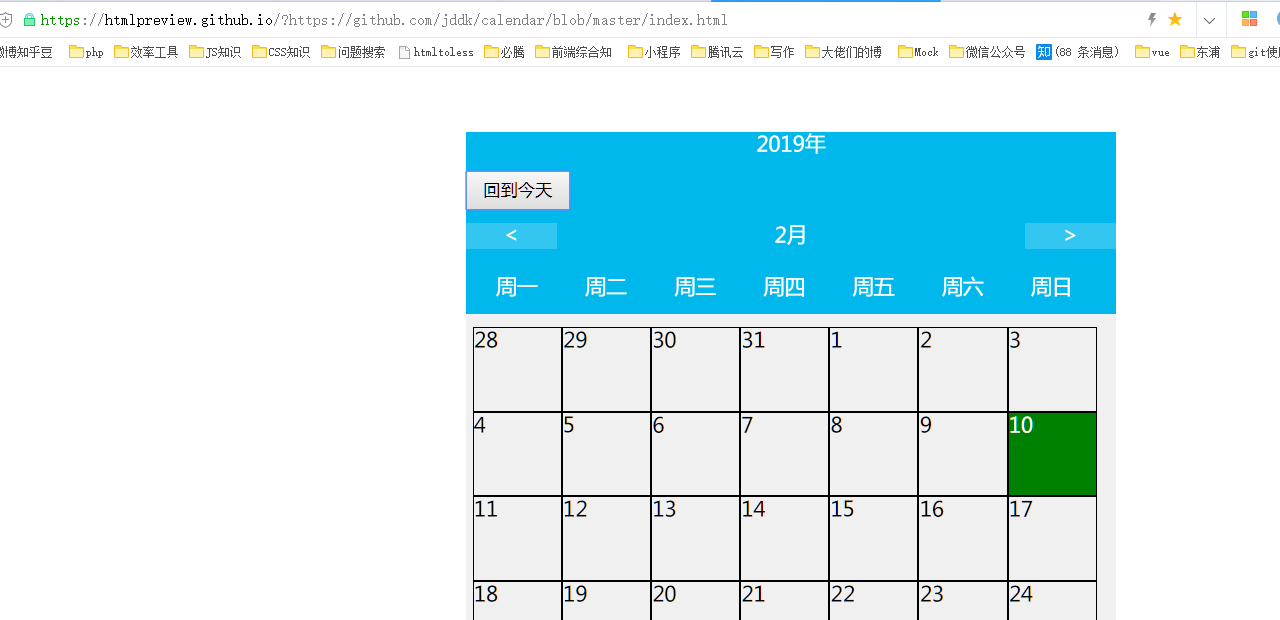 https://htmlpreview.github.io/?https://github.com/jddk/calendar/blob/master/index.html
微博知乎豆 php 效率工具 JS知识 CSS知识 问题搜索 htmltoless 必腾 前端综合知 小程序 腾讯云 写作 大佬们的博 Mock 微信公众号 知 (88 条消息) vue 东浦 git使用
2019年
回到今天
< 2月 >
周一 周二 周三 周四 周五 周六 周日
28 29 30 31 1 2 3
4 5 6 7 8 9 10
11 12 13 14 15 16 17
18 19 20 21 22 23 24